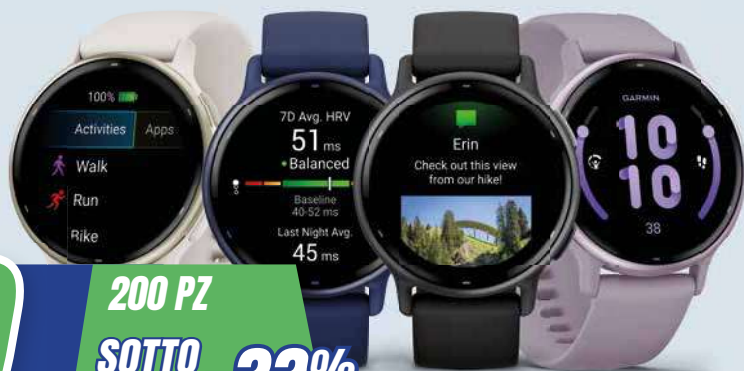 100%
Activities Apps
Walk
Run
Bike
7D Avg. HRV
51 ms
Balanced
Baseline
40-52 ms
Last Night Avg.
45 ms
Erin
Check out this view
from our hike!
GARMIN
10
10
38
200 PZ
SOTTO